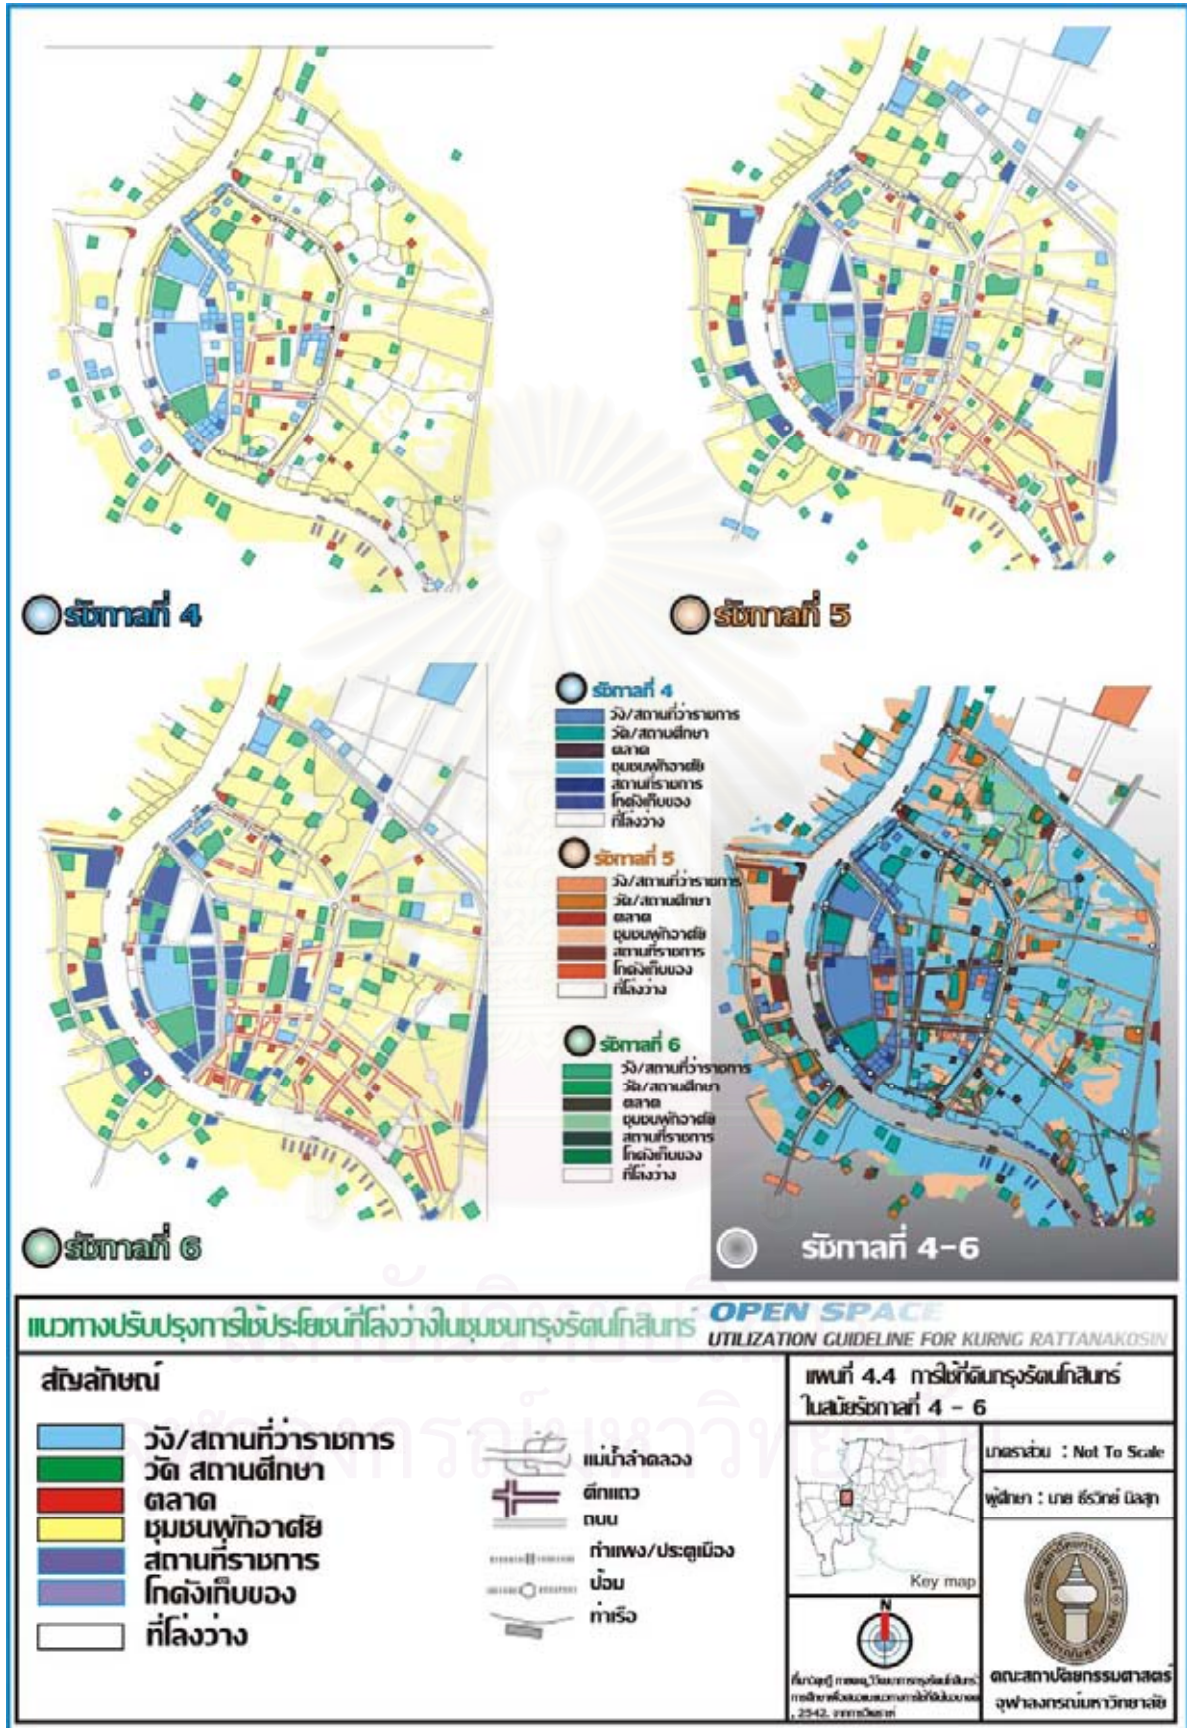 รัชกาลที่ 4
รัชกาลที่ 5
รัชกาลที่ 4
วัง/สถานที่ว่าราชการ
วัด/สถานศึกษา
ตลาด
ชุมชนพักอาศัย
สถานที่ราชการ
โกดังเก็บของ
ที่โล่งว่าง
รัชกาลที่ 5
วัง/สถานที่ว่าราชการ
วัด/สถานศึกษา
ตลาด
ชุมชนพักอาศัย
สถานที่ราชการ
โกดังเก็บของ
ที่โล่งว่าง
รัชกาลที่ 6
วัง/สถานที่ว่าราชการ
วัด/สถานศึกษา
ตลาด
ชุมชนพักอาศัย
สถานที่ราชการ
โกดังเก็บของ
ที่โล่งว่าง
รัชกาลที่ 6
รัชกาลที่ 4-6
แนวทางปรับปรุงการใช้ประโยชน์ที่โล่งว่างในชุมชนกรุงรัตนโกสินทร์
OPEN SPACE
UTILIZATION GUIDELINE FOR KURNG RATTANAKOSIN
สัญลักษณ์
วัง/สถานที่ว่าราชการ
วัด สถานศึกษา
ตลาด
ชุมชนพักอาศัย
สถานที่ราชการ
โกดังเก็บของ
ที่โล่งว่าง
แม่น้ำลำคลอง
ตึกแถว
ถนน
กำแพง/ประตูเมือง
ป้อม
ท่าเรือ
แผนที่ 4.4 การใช้ที่ดินกรุงรัตนโกสินทร์
ในสมัยรัชกาลที่ 4 - 6
Key map
มาตราส่วน : Not To Scale
ผู้ศึกษา : นาย ธีรวิทย์ นิลสุก
N
, 2542. จากการวิเคราะห์
คณะสถาปัตยกรรมศาสตร์
จุฬาลงกรณ์มหาวิทยาลัย